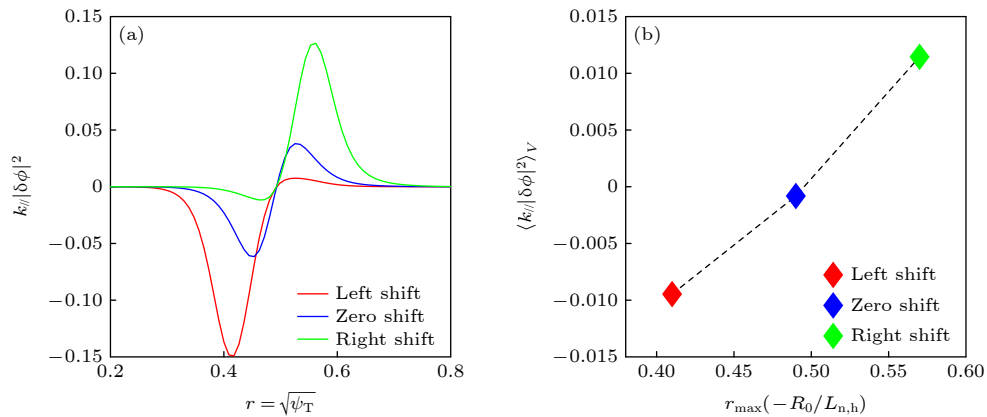 (a)
0.15
0.10
0.05
0
−0.05
−0.10
−0.15
k// |δϕ|²
Left shift
Zero shift
Right shift
0.2 0.4 0.6 0.8
r = √ψT
(b)
0.015
0.010
0.005
0
−0.005
−0.010
−0.015
⟨k// |δϕ|²⟩V
Left shift
Zero shift
Right shift
0.40 0.45 0.50 0.55 0.60
rmax(−R0/Ln,h)